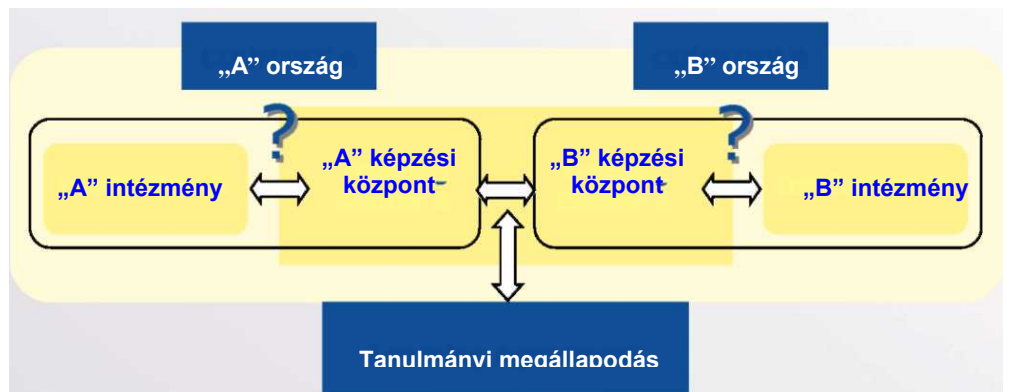 „A” ország
„B” ország
?
?
„A” intézmény
„A” képzési
központ
„B” képzési
központ
„B” intézmény
Tanulmányi megállapodás